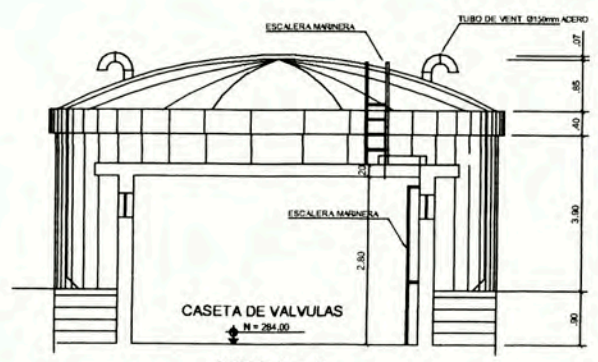 ESCALERA MARINERA
TUBO DE VENT. Ø150mm ACERO
.07
.85
.40
.20
ESCALERA MARINERA
3.90
2.80
CASETA DE VALVULAS
N = 284.00
.90